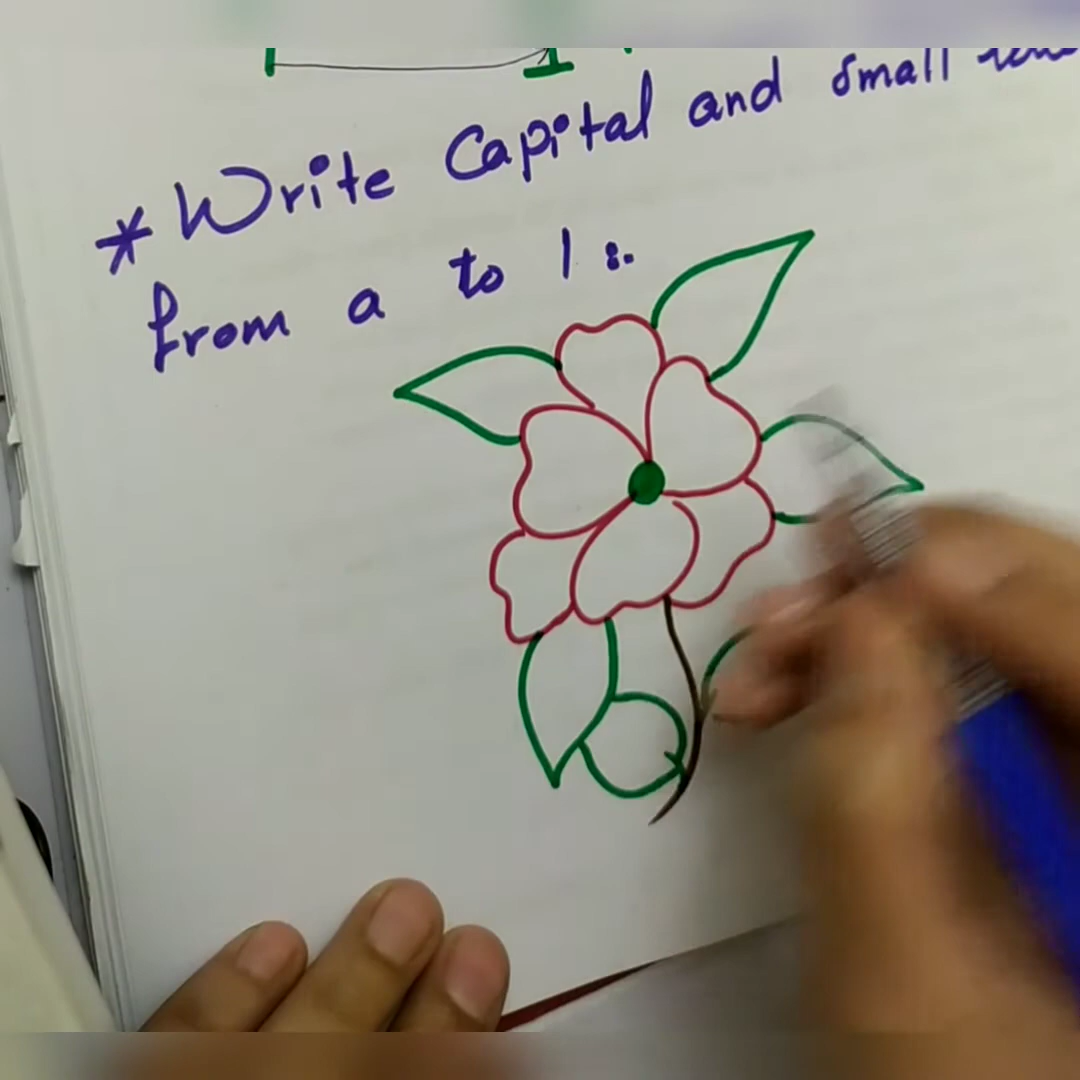 * Write Capital and small
from a to l :-